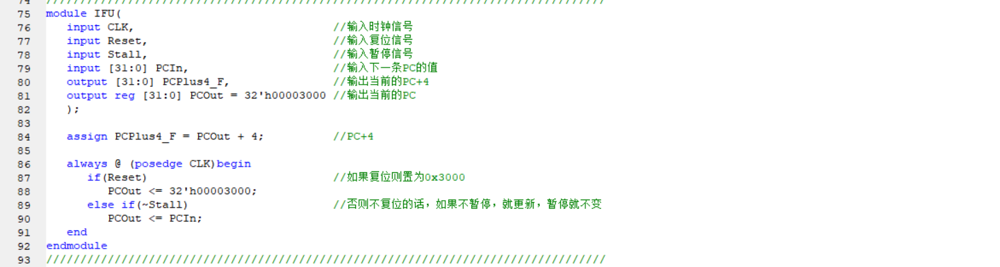 74 //////////////////////////////////////////////////////////////////////////////////
75 module IFU(
76 input CLK, //输入时钟信号
77 input Reset, //输入复位信号
78 input Stall, //输入暂停信号
79 input [31:0] PCIn, //输入下一条PC的值
80 output [31:0] PCPlus4_F, //输出当前的PC+4
81 output reg [31:0] PCOut = 32'h00003000 //输出当前的PC
82 );
83
84 assign PCPlus4_F = PCOut + 4; //PC+4
85
86 always @ (posedge CLK)begin
87 if(Reset) //如果复位则置为0x3000
88 PCOut <= 32'h00003000;
89 else if(~Stall) //否则不复位的话，如果不暂停，就更新，暂停就不变
90 PCOut <= PCIn;
91 end
92 endmodule
93 //////////////////////////////////////////////////////////////////////////////////